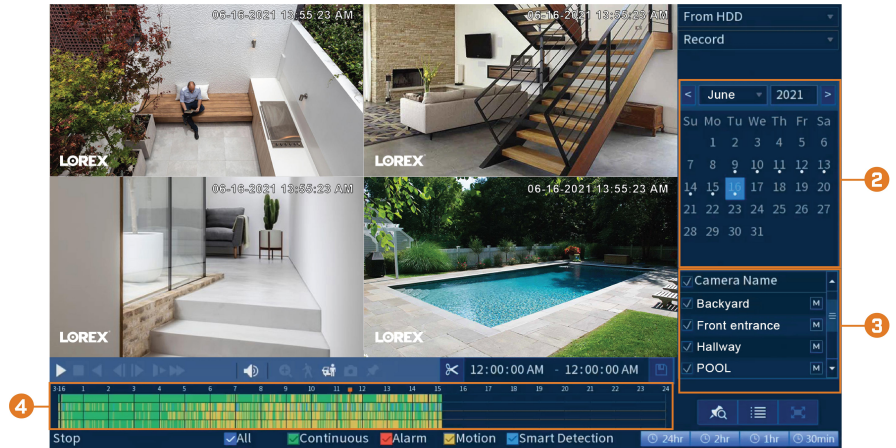 06-16-2021 13:55:23 AM
06-16-2021 13:55:23 AM
LOREX
LOREX
06-16-2021 13:55:23 AM
06-16-2021 13:55:23 AM
LOREX
LOREX
From HDD
Record
< June 2021 >
Su Mo Tu We Th Fr Sa
1 2 3 4 5 6
7 8 9 10 11 12 13
14 15 16 17 18 19 20
21 22 23 24 25 26 27
28 29 30 31
2
Camera Name
Backyard M
Front entrance M
Hallway M
POOL M
3
12:00:00 AM - 12:00:00 AM
3-16 1 2 3 4 5 6 7 8 9 10 11 12 13 14 15 16 17 18 19 20 21 22 23 24
4
Stop All Continuous Alarm Motion Smart Detection 24hr 2hr 1hr 30min